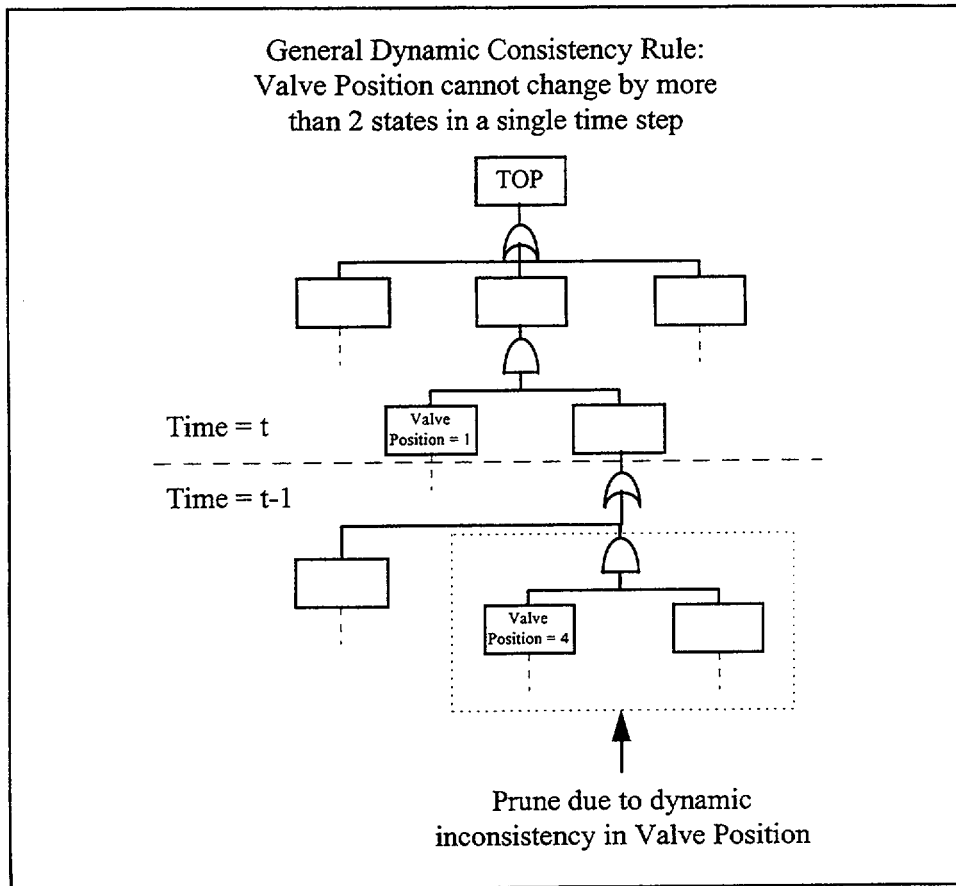 General Dynamic Consistency Rule:
Valve Position cannot change by more
than 2 states in a single time step
TOP
Time = t
Valve
Position = 1
Time = t-1
Valve
Position = 4
Prune due to dynamic
inconsistency in Valve Position